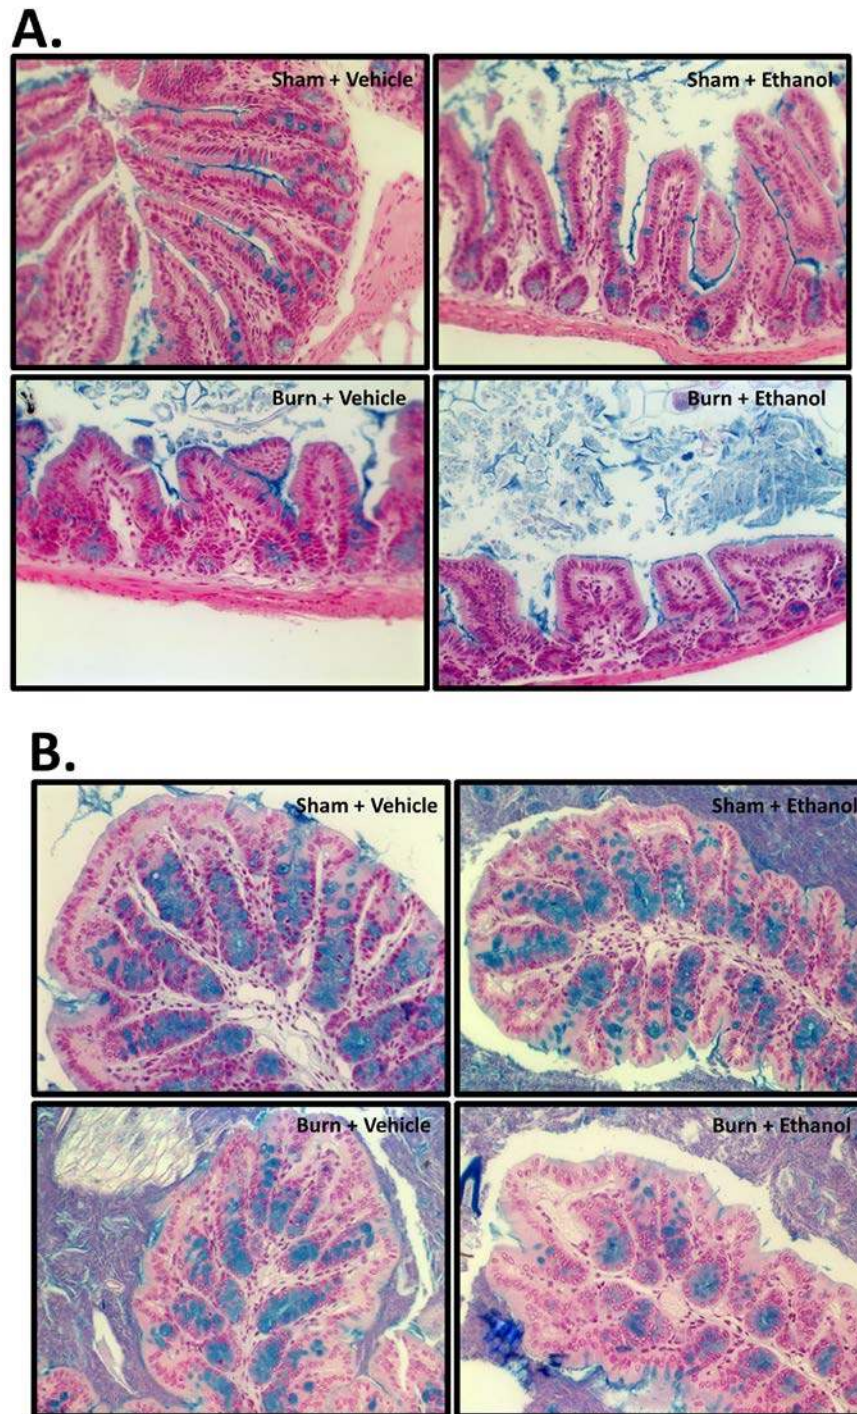 A.
Sham + Vehicle
Sham + Ethanol
Burn + Vehicle
Burn + Ethanol
B.
Sham + Vehicle
Sham + Ethanol
Burn + Vehicle
Burn + Ethanol